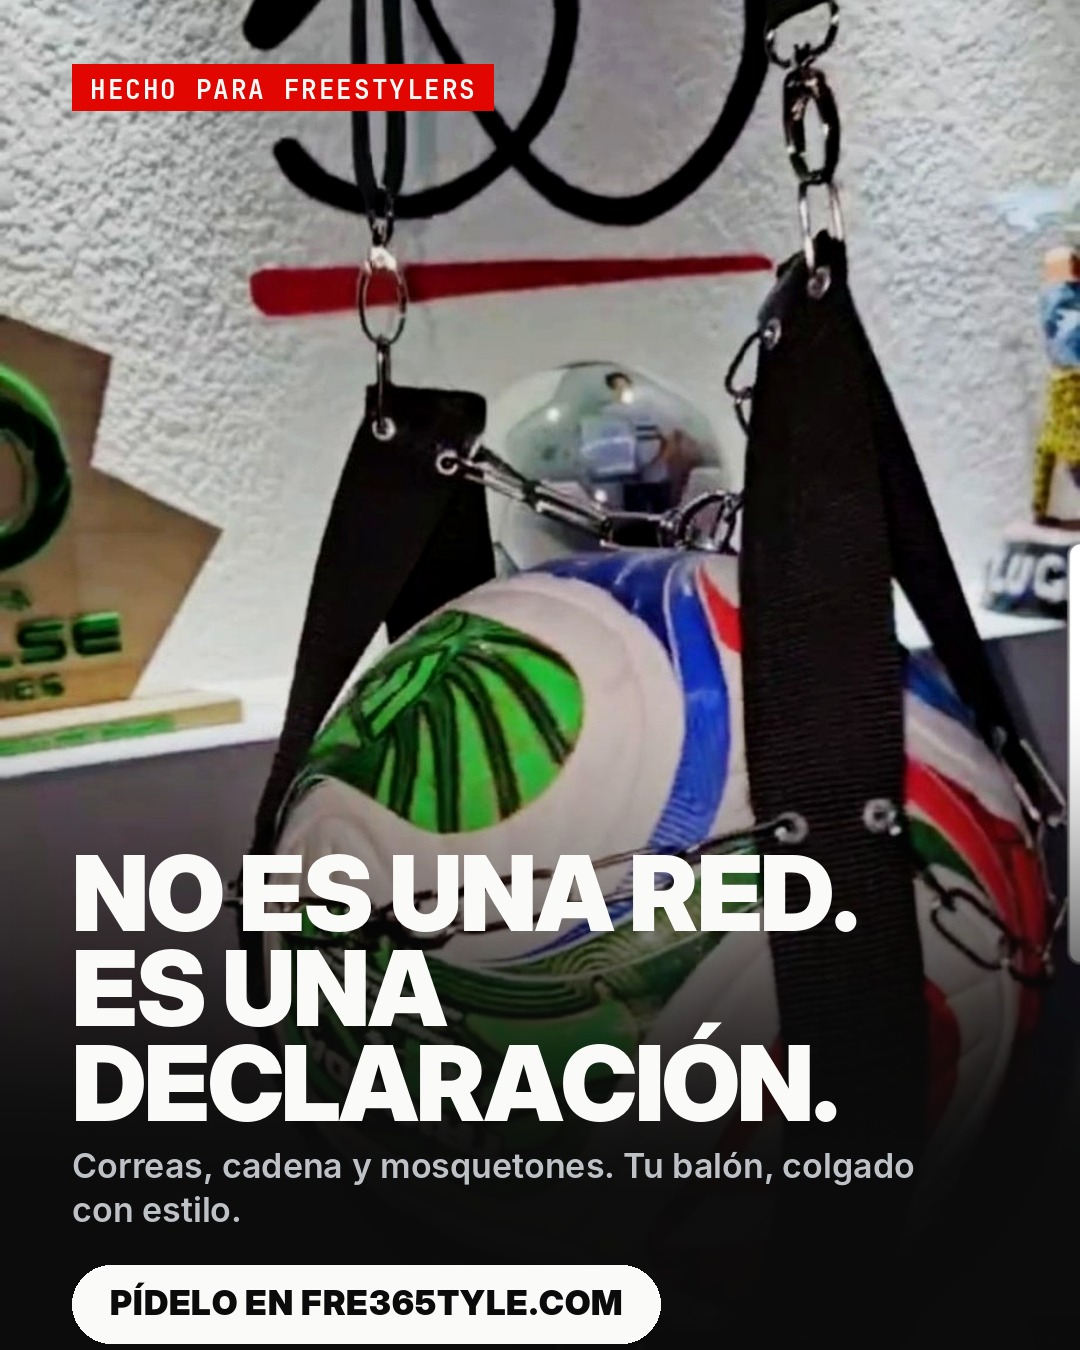 HECHO PARA FREESTYLERS
LUC
NO ES UNA RED.
ES UNA
DECLARACIÓN.
Correas, cadena y mosquetones. Tu balón, colgado
con estilo.
PÍDELO EN FRE365TYLE.COM